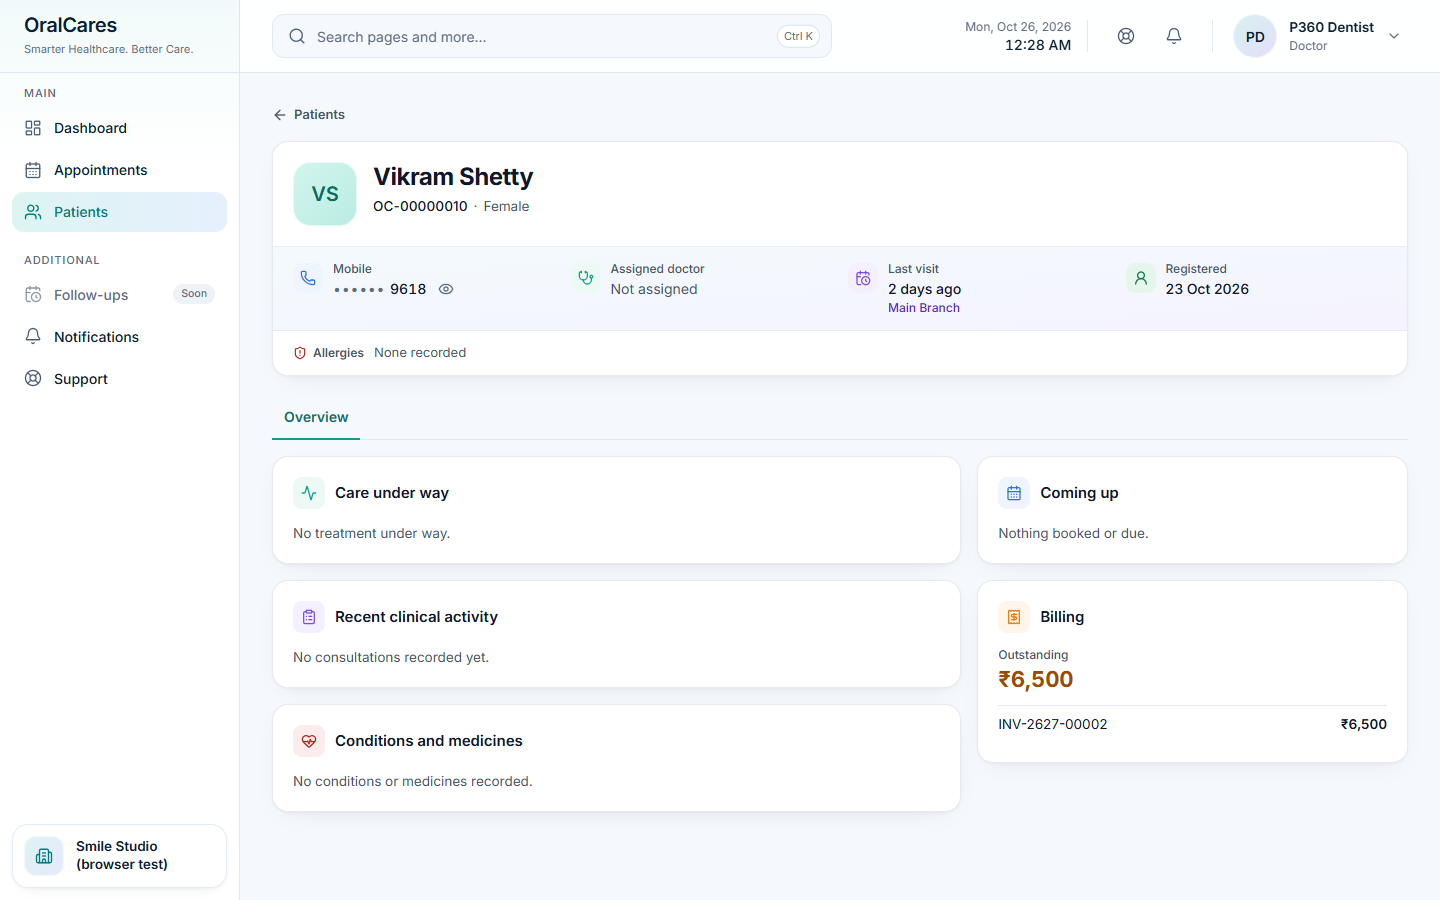 OralCares
Smarter Healthcare. Better Care.
Search pages and more...
Ctrl K
Mon, Oct 26, 2026
12:28 AM
PD
P360 Dentist
Doctor
MAIN
Dashboard
Appointments
Patients
ADDITIONAL
Follow-ups
Soon
Notifications
Support
Smile Studio
(browser test)
Patients
VS
Vikram Shetty
OC-00000010 · Female
Mobile
•••••• 9618
Assigned doctor
Not assigned
Last visit
2 days ago
Main Branch
Registered
23 Oct 2026
Allergies None recorded
Overview
Care under way
No treatment under way.
Recent clinical activity
No consultations recorded yet.
Conditions and medicines
No conditions or medicines recorded.
Coming up
Nothing booked or due.
Billing
Outstanding
₹6,500
INV-2627-00002 ₹6,500